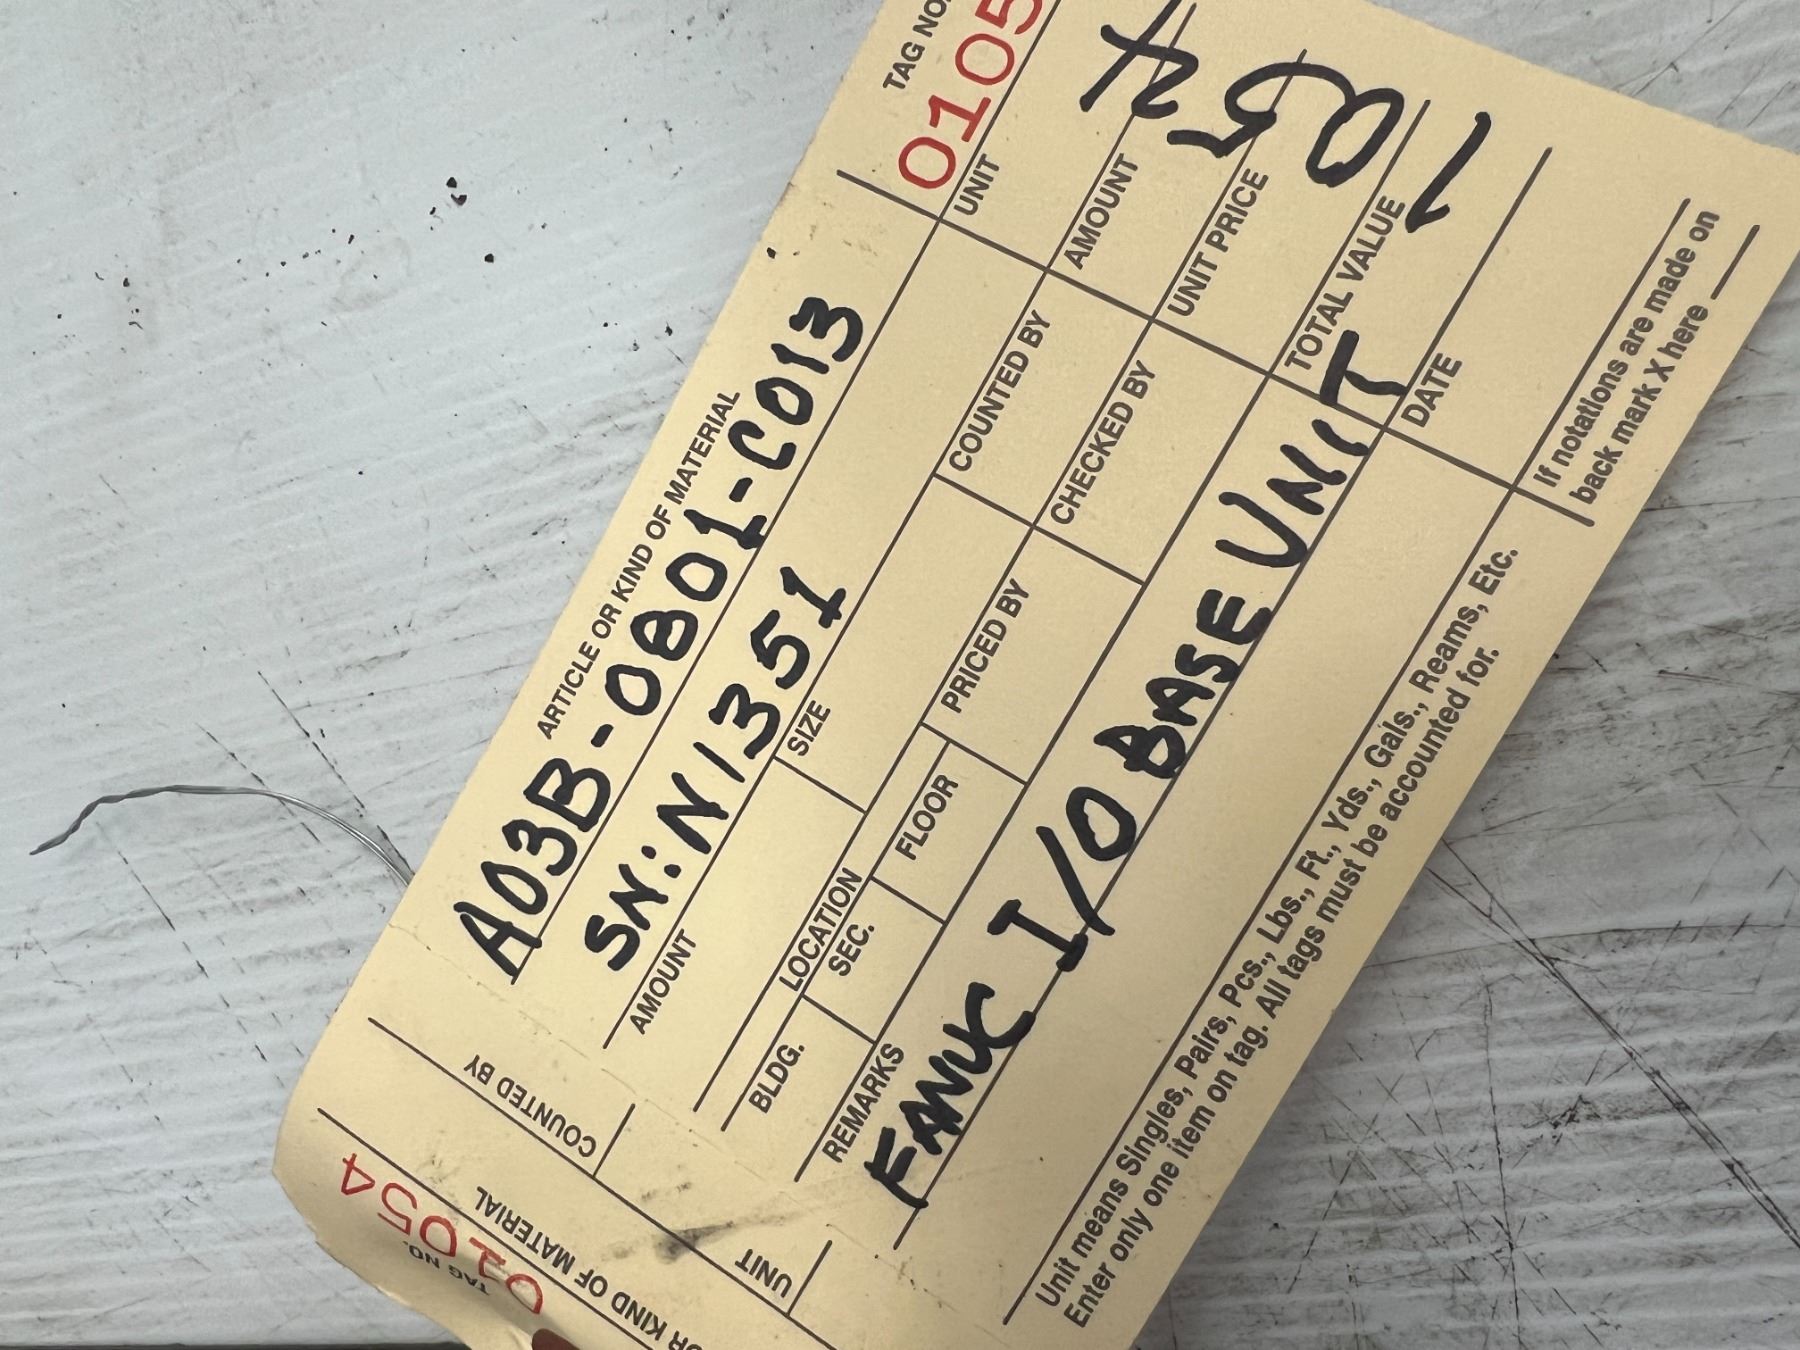 TAG NO.
0105
ARTICLE OR KIND OF MATERIAL
A03B-0801-C013
SN: N1351
UNIT
AMOUNT
SIZE
COUNTED BY
AMOUNT
LOCATION
PRICED BY
CHECKED BY
UNIT PRICE
BLDG.
SEC.
FLOOR
TOTAL VALUE
REMARKS
FANUC I/O BASE UNIT
DATE
1054
Unit means Singles, Pairs, Pcs., Lbs., Ft., Yds., Gals., Reams, Etc.
Enter only one item on tag. All tags must be accounted for.
If notations are made on
back mark X here
TAG NO.
01054
OR KIND OF MATERIAL
UNIT
COUNTED BY